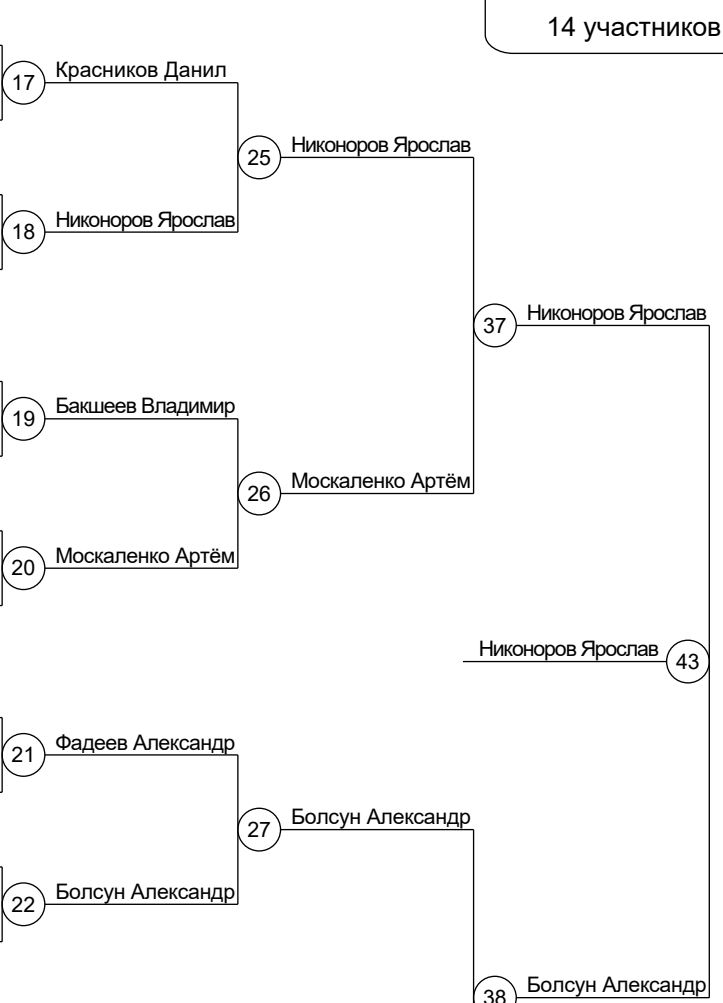 14 участников
17 Красников Данил
25 Никоноров Ярослав
18 Никоноров Ярослав
37 Никоноров Ярослав
19 Бакшеев Владимир
26 Москаленко Артём
20 Москаленко Артём
Никоноров Ярослав 43
21 Фадеев Александр
27 Болсун Александр
22 Болсун Александр
38 Болсун Александр